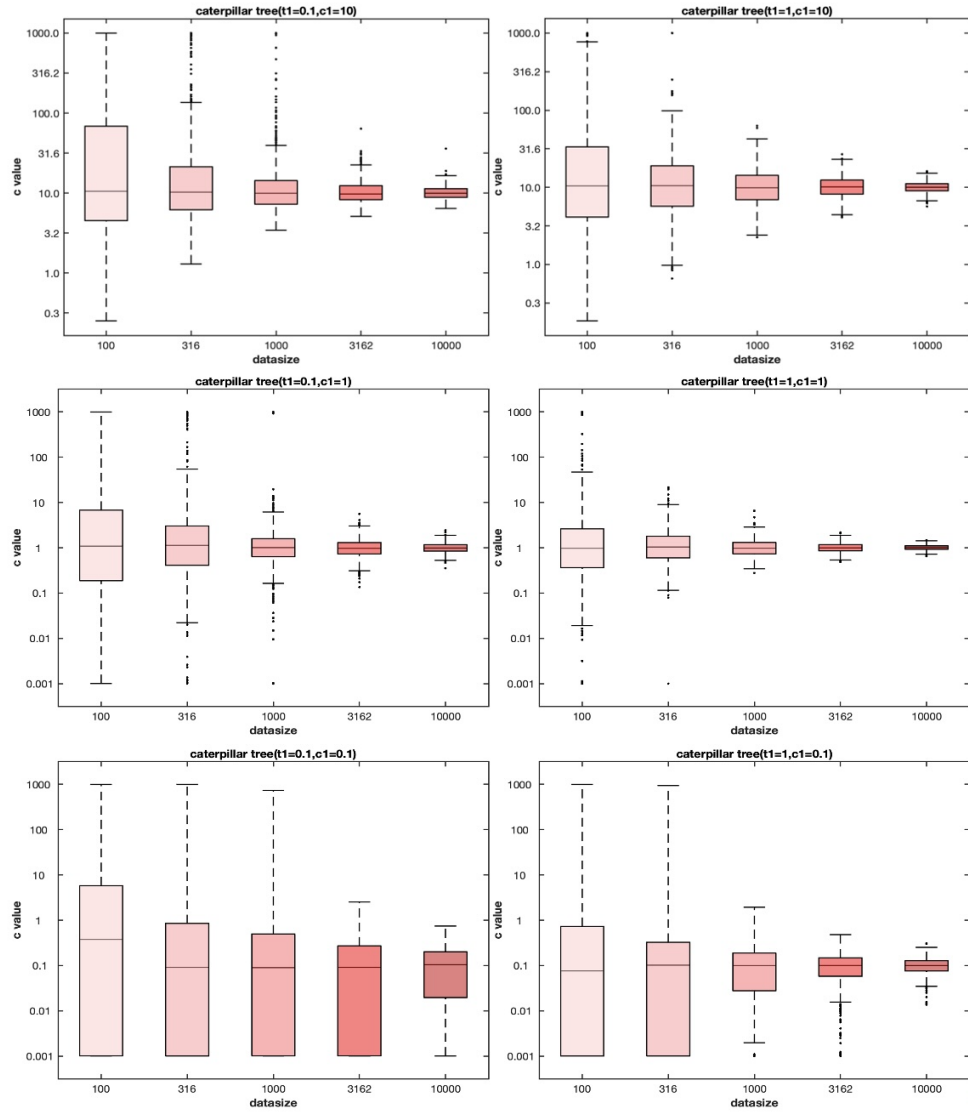 caterpillar tree(t1=0.1,c1=10)
1000.0
316.2
100.0
31.6
10.0
3.2
1.0
0.3
c value
100 316 1000 3162 10000
datasize
caterpillar tree(t1=1,c1=10)
1000.0
316.2
100.0
31.6
10.0
3.2
1.0
0.3
c value
100 316 1000 3162 10000
datasize
caterpillar tree(t1=0.1,c1=1)
1000
100
10
1
0.1
0.01
0.001
c value
100 316 1000 3162 10000
datasize
caterpillar tree(t1=1,c1=1)
1000
100
10
1
0.1
0.01
0.001
c value
100 316 1000 3162 10000
datasize
caterpillar tree(t1=0.1,c1=0.1)
1000
100
10
1
0.1
0.01
0.001
c value
100 316 1000 3162 10000
datasize
caterpillar tree(t1=1,c1=0.1)
1000
100
10
1
0.1
0.01
0.001
c value
100 316 1000 3162 10000
datasize